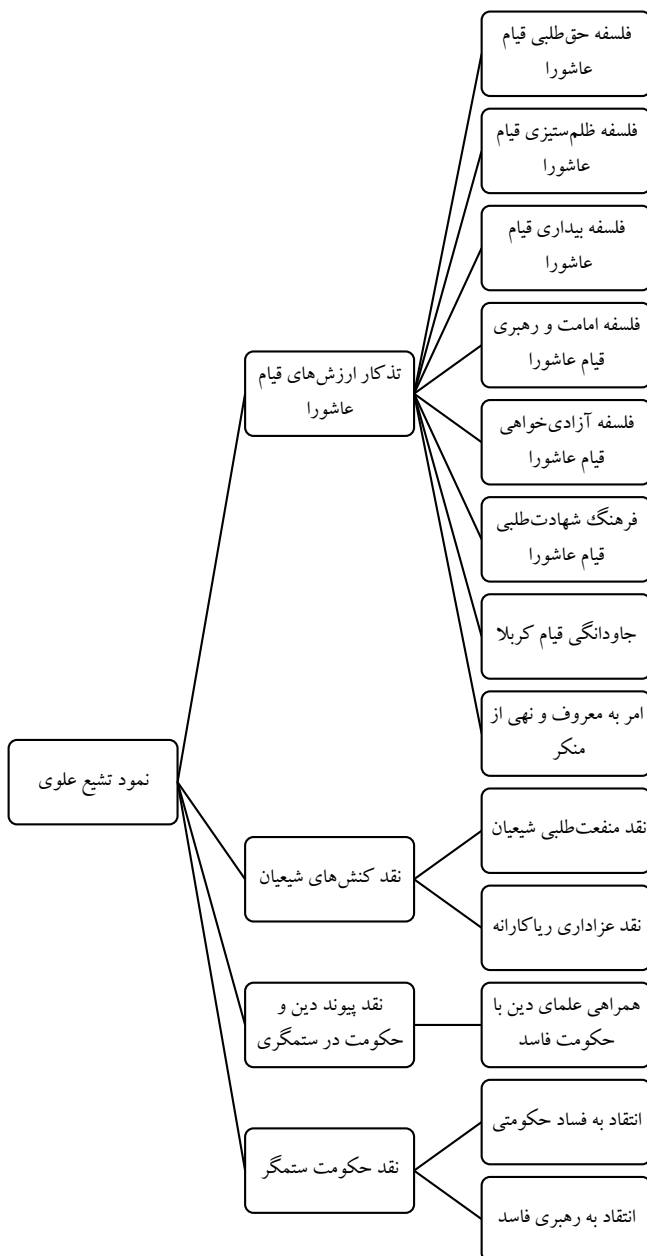 فلسفه حق‌طلبی قیام
عاشورا
فلسفه ظلم‌ستیزی قیام
عاشورا
فلسفه بیداری قیام
عاشورا
فلسفه امامت و رهبری
قیام عاشورا
تذکار ارزش‌های قیام
عاشورا
فلسفه آزادی‌خواهی
قیام عاشورا
فرهنگ شهادت‌طلبی
قیام عاشورا
جاودانگی قیام کربلا
امر به معروف و نهی از
منکر
نمود تشیع علوی
نقد منفعت‌طلبی شیعیان
نقد کنش‌های شیعیان
نقد عزاداری ریاکارانه
همراهی علمای دین با
حکومت فاسد
نقد پیوند دین و
حکومت در ستمگری
انتقاد به فساد حکومتی
نقد حکومت ستمگر
انتقاد به رهبری فاسد